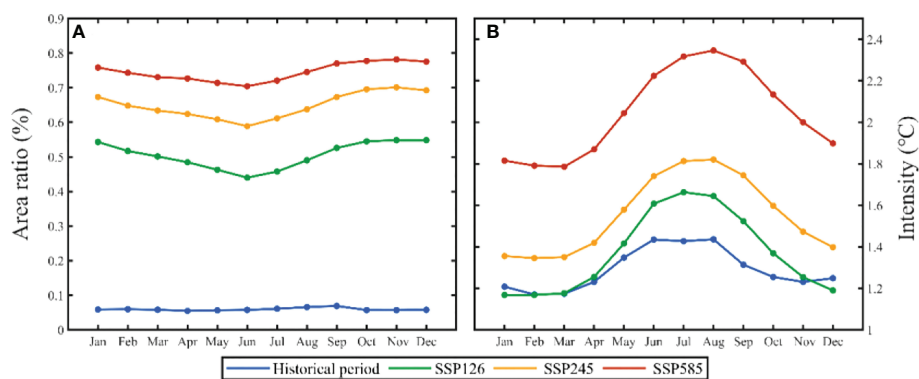 A
Area ratio (%)
0.9
0.8
0.7
0.6
0.5
0.4
0.3
0.2
0.1
0
Jan Feb Mar Apr May Jun Jul Aug Sep Oct Nov Dec
B
2.4
2.2
2
1.8
1.6
1.4
1.2
1
Intensity (°C)
Jan Feb Mar Apr May Jun Jul Aug Sep Oct Nov Dec
Historical period SSP126 SSP245 SSP585